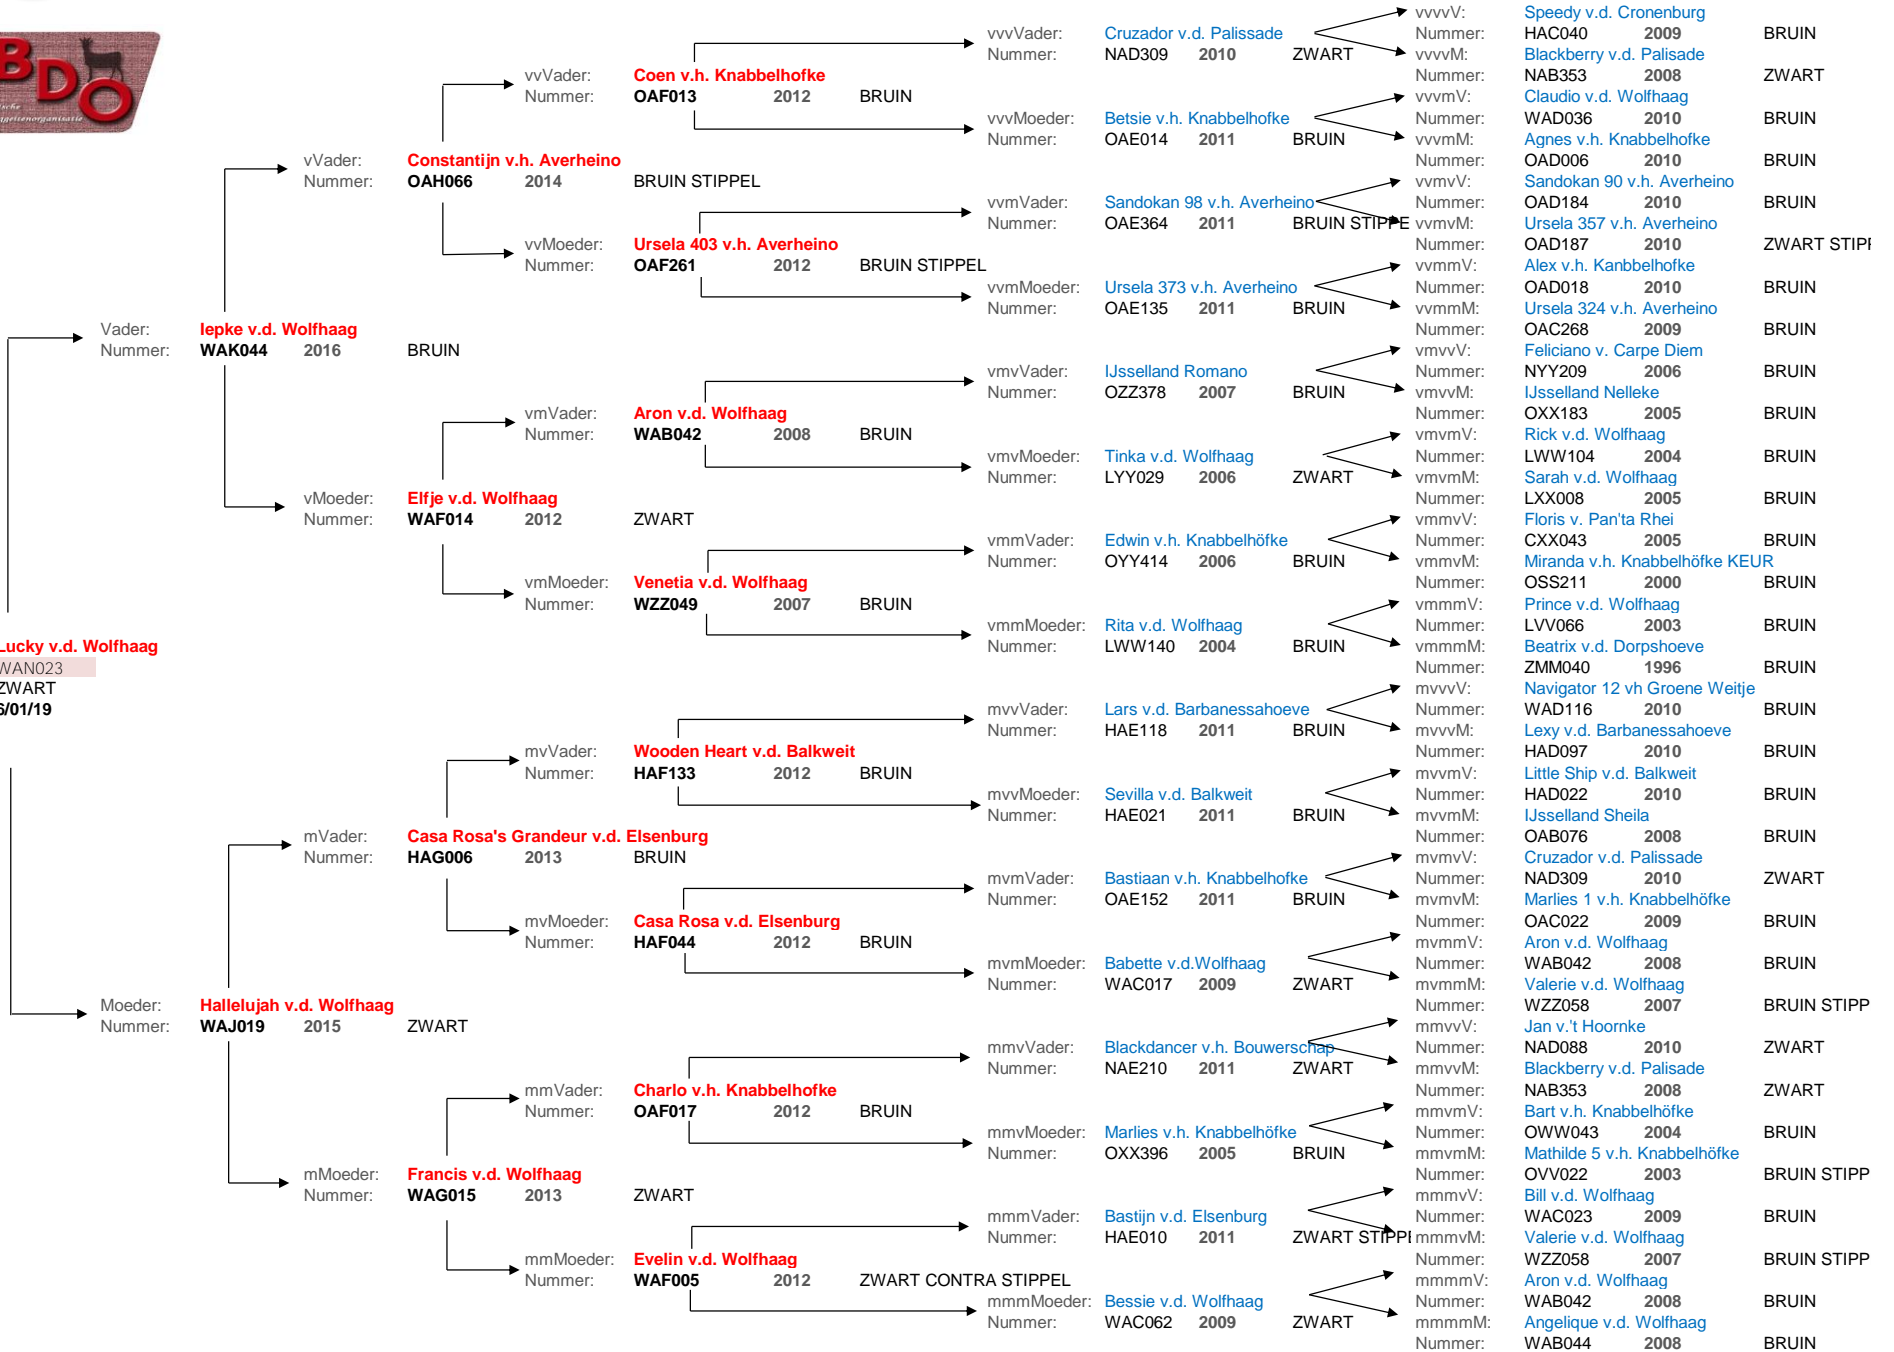 BDO
vvvVader: Cruzador v.d. Palissade
Nummer: NAD309 2010 ZWART
vvvMoeder: Betsie v.h. Knabbelhofke
Nummer: OAE014 2011 BRUIN
vvmVader: Sandokan 98 v.h. Averheino
Nummer: OAE364 2011 BRUIN STIPPE
vvmMoeder: Ursela 373 v.h. Averheino
Nummer: OAE135 2011 BRUIN
vmvVader: IJsselland Romano
Nummer: OZZ378 2007 BRUIN
vmvMoeder: Tinka v.d. Wolfhaag
Nummer: LYY029 2006 ZWART
vmmVader: Edwin v.h. Knabbelhöfke
Nummer: OYY414 2006 BRUIN
vmmMoeder: Rita v.d. Wolfhaag
Nummer: LWW140 2004 BRUIN
mvvVader: Lars v.d. Barbanessahoeve
Nummer: HAE118 2011 BRUIN
mvvMoeder: Sevilla v.d. Balkweit
Nummer: HAE021 2011 BRUIN
mvmVader: Bastiaan v.h. Knabbelhofke
Nummer: OAE152 2011 BRUIN
mvmMoeder: Babette v.d.Wolfhaag
Nummer: WAC017 2009 ZWART
mmvVader: Blackdancer v.h. Bouwerschap
Nummer: NAE210 2011 ZWART
mmvMoeder: Marlies v.h. Knabbelhöfke
Nummer: OXX396 2005 BRUIN
mmmVader: Bastijn v.d. Elsenburg
Nummer: HAE010 2011 ZWART STIPPE
mmmMoeder: Bessie v.d. Wolfhaag
Nummer: WAC062 2009 ZWART
vvVader: Coen v.h. Knabbelhofke
Nummer: OAF013 2012 BRUIN
vvMoeder: Ursela 403 v.h. Averheino
Nummer: OAF261 2012 BRUIN STIPPEL
vmVader: Aron v.d. Wolfhaag
Nummer: WAB042 2008 BRUIN
vmMoeder: Venetia v.d. Wolfhaag
Nummer: WZZ049 2007 BRUIN
mvVader: Wooden Heart v.d. Balkweit
Nummer: HAF133 2012 BRUIN
mvMoeder: Casa Rosa v.d. Elsenburg
Nummer: HAF044 2012 BRUIN
mmVader: Charlo v.h. Knabbelhofke
Nummer: OAF017 2012 BRUIN
mmMoeder: Evelin v.d. Wolfhaag
Nummer: WAF005 2012 ZWART CONTRA STIPPEL
vVader: Constantijn v.h. Averheino
Nummer: OAH066 2014 BRUIN STIPPEL
vMoeder: Elfje v.d. Wolfhaag
Nummer: WAF014 2012 ZWART
mVader: Casa Rosa's Grandeur v.d. Elsenburg
Nummer: HAG006 2013 BRUIN
mMoeder: Francis v.d. Wolfhaag
Nummer: WAG015 2013 ZWART
Vader: Iepke v.d. Wolfhaag
Nummer: WAK044 2016 BRUIN
Moeder: Hallelujah v.d. Wolfhaag
Nummer: WAJ019 2015 ZWART
Lucky v.d. Wolfhaag
WAN023
ZWART
6/01/19
vvvvV: Speedy v.d. Cronenburg
Nummer: HAC040 2009 BRUIN
vvvvM: Blackberry v.d. Palisade
Nummer: NAB353 2008 ZWART
vvvmV: Claudio v.d. Wolfhaag
Nummer: WAD036 2010 BRUIN
vvvmM: Agnes v.h. Knabbelhofke
Nummer: OAD006 2010 BRUIN
vvmvV: Sandokan 90 v.h. Averheino
Nummer: OAD184 2010 BRUIN
vvmvM: Ursela 357 v.h. Averheino
Nummer: OAD187 2010 ZWART STIPP
vvmmV: Alex v.h. Kanbbelhofke
Nummer: OAD018 2010 BRUIN
vvmmM: Ursela 324 v.h. Averheino
Nummer: OAC268 2009 BRUIN
vmvvV: Feliciano v. Carpe Diem
Nummer: NYY209 2006 BRUIN
vmvvM: IJsselland Nelleke
Nummer: OXX183 2005 BRUIN
vmvmV: Rick v.d. Wolfhaag
Nummer: LWW104 2004 BRUIN
vmvmM: Sarah v.d. Wolfhaag
Nummer: LXX008 2005 BRUIN
vmmvV: Floris v. Pan'ta Rhei
Nummer: CXX043 2005 BRUIN
vmmvM: Miranda v.h. Knabbelhöfke KEUR
Nummer: OSS211 2000 BRUIN
vmmmV: Prince v.d. Wolfhaag
Nummer: LVV066 2003 BRUIN
vmmmM: Beatrix v.d. Dorpshoeve
Nummer: ZMM040 1996 BRUIN
mvvvV: Navigator 12 vh Groene Weitje
Nummer: WAD116 2010 BRUIN
mvvvM: Lexy v.d. Barbanessahoeve
Nummer: HAD097 2010 BRUIN
mvvmV: Little Ship v.d. Balkweit
Nummer: HAD022 2010 BRUIN
mvvmM: IJsselland Sheila
Nummer: OAB076 2008 BRUIN
mvmvV: Cruzador v.d. Palissade
Nummer: NAD309 2010 ZWART
mvmvM: Marlies 1 v.h. Knabbelhöfke
Nummer: OAC022 2009 BRUIN
mvmmV: Aron v.d. Wolfhaag
Nummer: WAB042 2008 BRUIN
mvmmM: Valerie v.d. Wolfhaag
Nummer: WZZ058 2007 BRUIN STIPP
mmvvV: Jan v.'t Hoornke
Nummer: NAD088 2010 ZWART
mmvvM: Blackberry v.d. Palisade
Nummer: NAB353 2008 ZWART
mmvmV: Bart v.h. Knabbelhöfke
Nummer: OWW043 2004 BRUIN
mmvmM: Mathilde 5 v.h. Knabbelhöfke
Nummer: OVV022 2003 BRUIN STIPP
mmmvV: Bill v.d. Wolfhaag
Nummer: WAC023 2009 BRUIN
mmmvM: Valerie v.d. Wolfhaag
Nummer: WZZ058 2007 BRUIN STIPP
mmmmV: Aron v.d. Wolfhaag
Nummer: WAB042 2008 BRUIN
mmmmM: Angelique v.d. Wolfhaag
Nummer: WAB044 2008 BRUIN